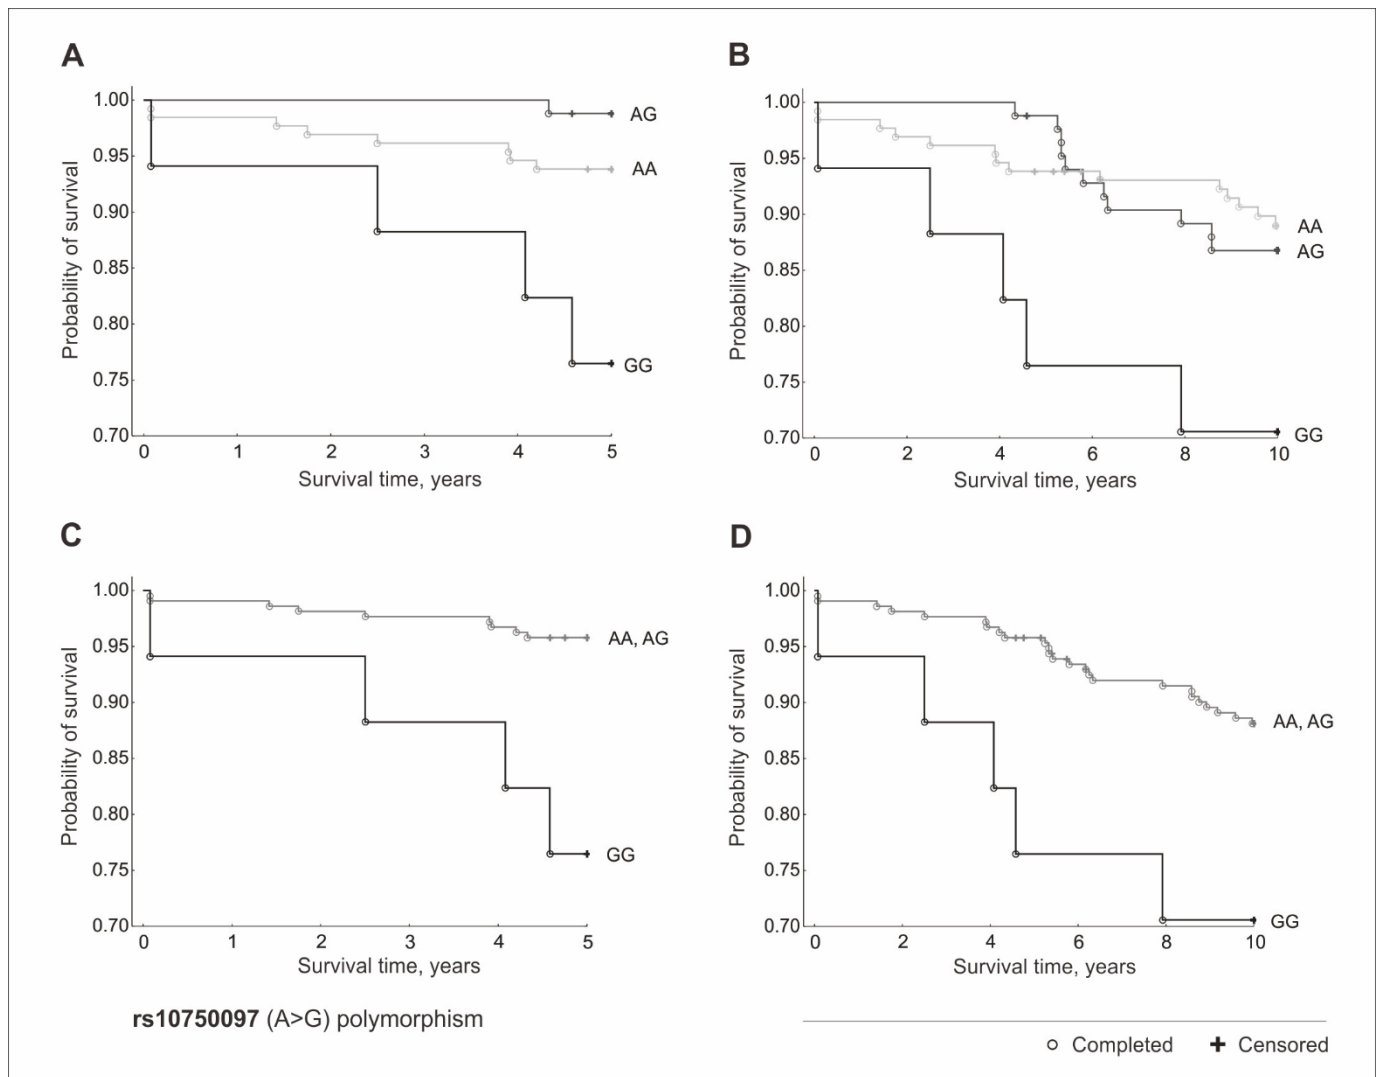 A
Probability of survival
1.00
0.95
0.90
0.85
0.80
0.75
0.70
0 1 2 3 4 5
Survival time, years
AG
AA
GG
B
Probability of survival
1.00
0.95
0.90
0.85
0.80
0.75
0.70
0 2 4 6 8 10
Survival time, years
AA
AG
GG
C
Probability of survival
1.00
0.95
0.90
0.85
0.80
0.75
0.70
0 1 2 3 4 5
Survival time, years
AA, AG
GG
D
Probability of survival
1.00
0.95
0.90
0.85
0.80
0.75
0.70
0 2 4 6 8 10
Survival time, years
AA, AG
GG
rs10750097 (A>G) polymorphism
Completed Censored